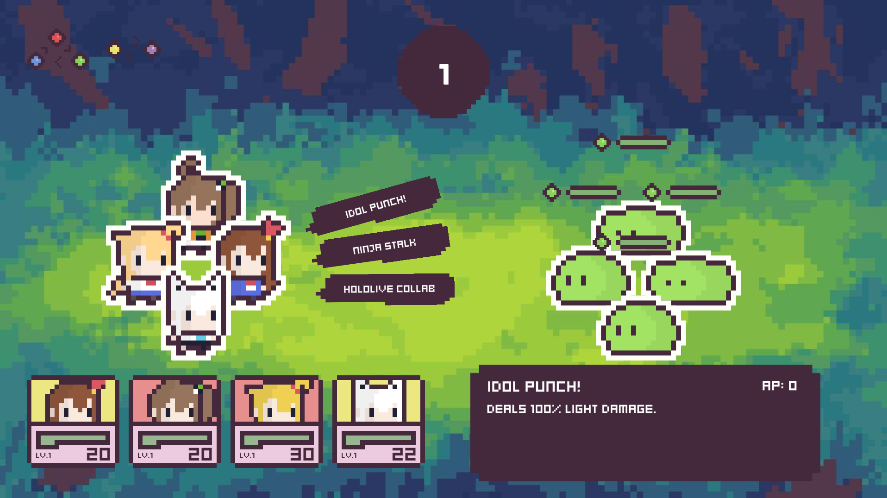 1
IDOL PUNCH!
NINJA STALK
HOLOLIVE COLLAB
IDOL PUNCH!
AP: 0
DEALS 100% LIGHT DAMAGE.
LV.1 20
LV.1 20
LV.1 30
LV.1 22